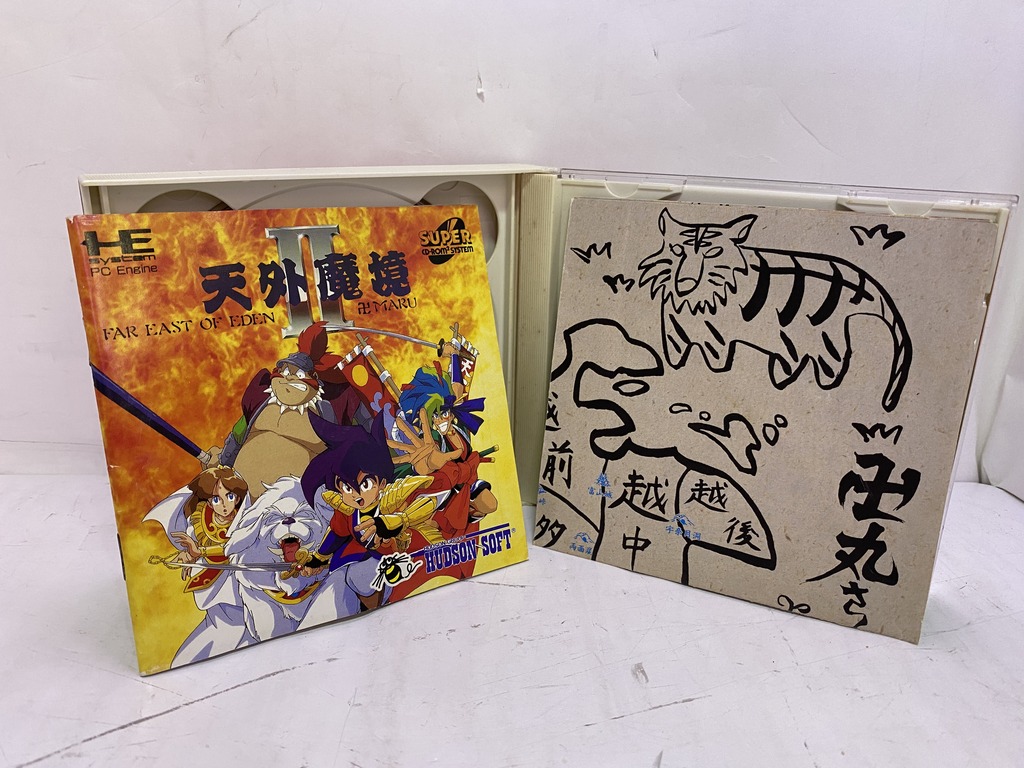 HE
system
PC Engine
II
SUPER
CD-ROM² SYSTEM
天外魔境
FAR EAST OF EDEN
卍MARU
HUDSON SOFT®
越前
越中
越後
卍丸さ